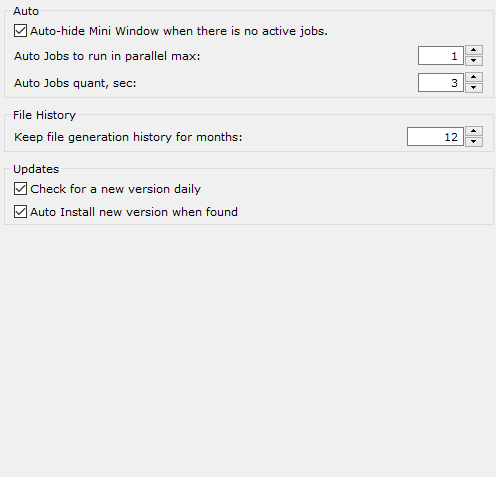 Auto
Auto-hide Mini Window when there is no active jobs.
Auto Jobs to run in parallel max: 1
Auto Jobs quant, sec: 3
File History
Keep file generation history for months: 12
Updates
Check for a new version daily
Auto Install new version when found